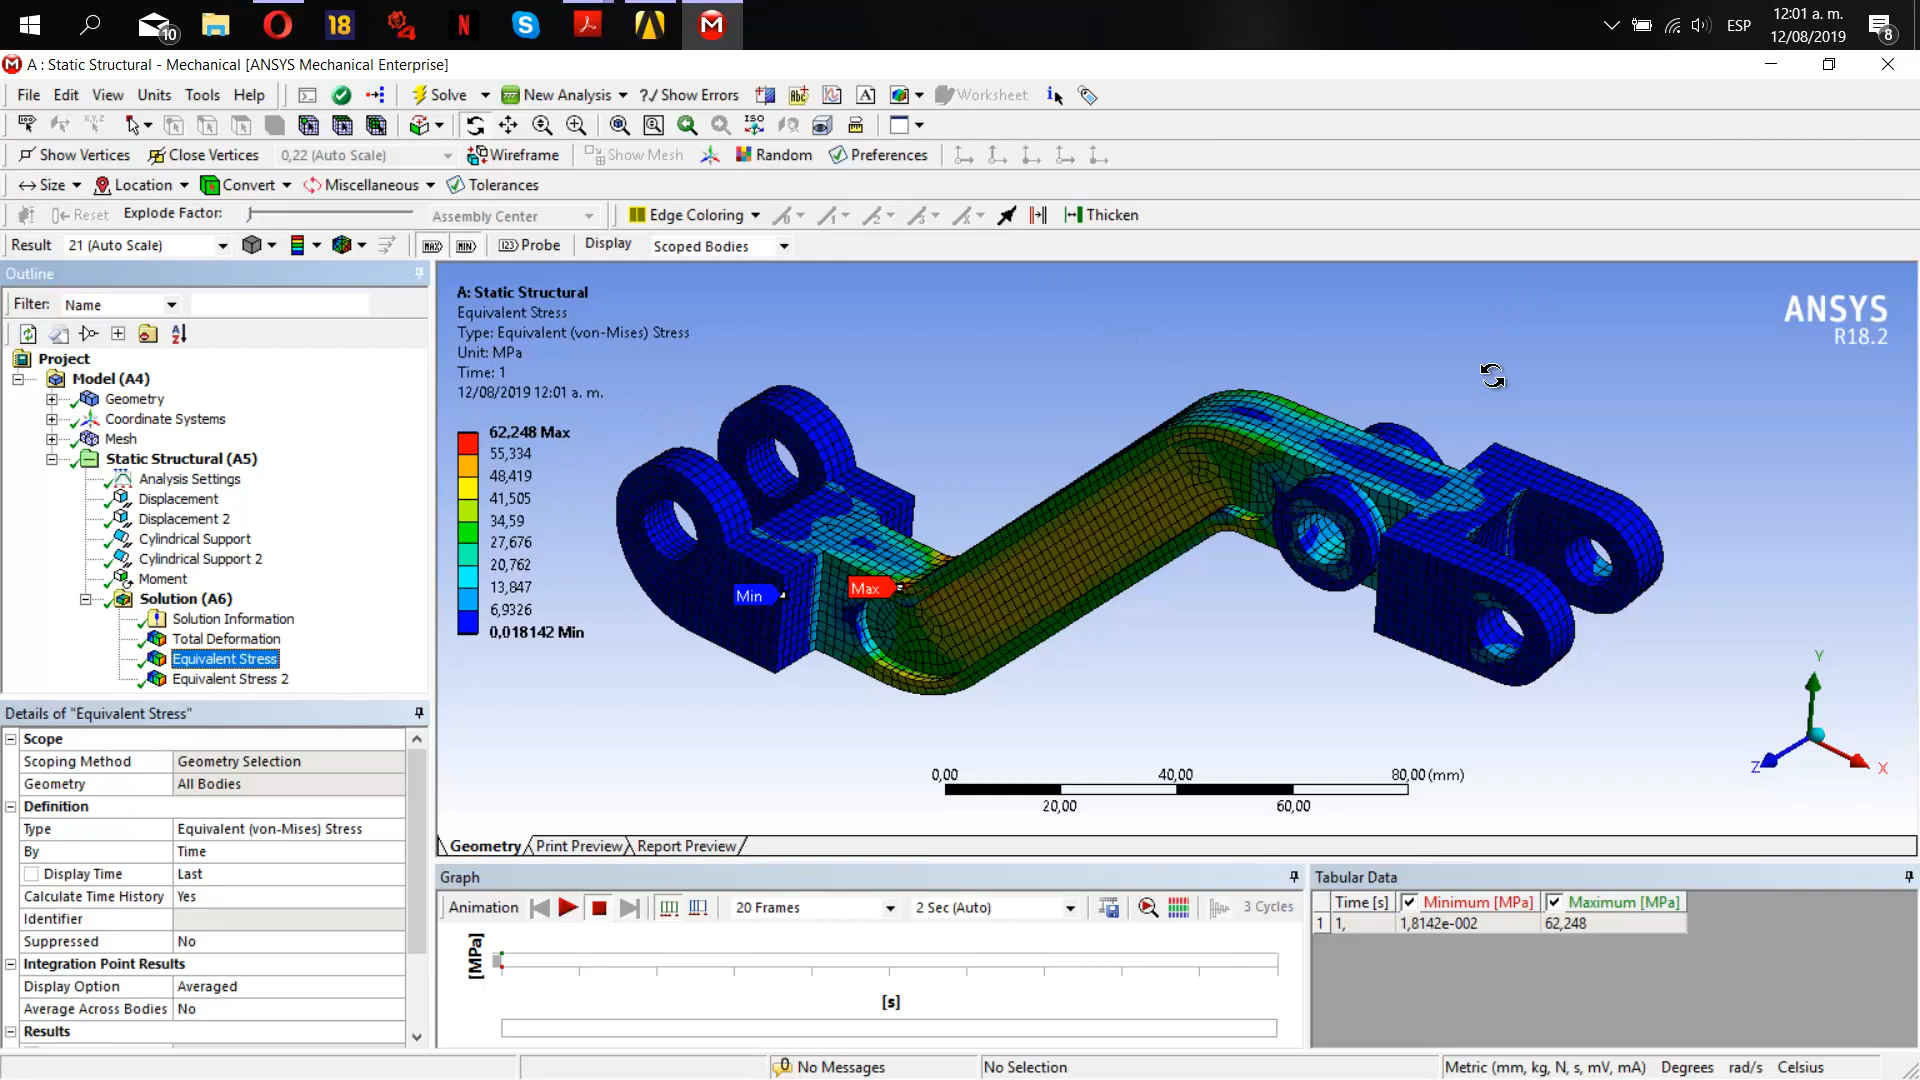 10
18
4
N
S
M
ESP
12:01 a. m.
12/08/2019
8
A : Static Structural - Mechanical [ANSYS Mechanical Enterprise]
File Edit View Units Tools Help Solve New Analysis ?/ Show Errors Worksheet
Show Vertices Close Vertices 0,22 (Auto Scale) Wireframe Show Mesh Random Preferences
Size Location Convert Miscellaneous Tolerances
Reset Explode Factor: Assembly Center Edge Coloring Thicken
Result 21 (Auto Scale) MAX MIN Probe Display Scoped Bodies
Outline
Filter: Name
Project
Model (A4)
Geometry
Coordinate Systems
Mesh
Static Structural (A5)
Analysis Settings
Displacement
Displacement 2
Cylindrical Support
Cylindrical Support 2
Moment
Solution (A6)
Solution Information
Total Deformation
Equivalent Stress
Equivalent Stress 2
Details of "Equivalent Stress"
Scope
Scoping Method Geometry Selection
Geometry All Bodies
Definition
Type Equivalent (von-Mises) Stress
By Time
Display Time Last
Calculate Time History Yes
Identifier
Suppressed No
Integration Point Results
Display Option Averaged
Average Across Bodies No
Results
A: Static Structural
Equivalent Stress
Type: Equivalent (von-Mises) Stress
Unit: MPa
Time: 1
12/08/2019 12:01 a. m.
62,248 Max
55,334
48,419
41,505
34,59
27,676
20,762
13,847
6,9326
0,018142 Min
ANSYS
R18.2
Min
Max
Y
Z
X
0,00 40,00 80,00 (mm)
20,00 60,00
Geometry Print Preview Report Preview
Graph
Animation 20 Frames 2 Sec (Auto) 3 Cycles
[MPa]
[s]
Tabular Data
Time [s] Minimum [MPa] Maximum [MPa]
1 1, 1,8142e-002 62,248
0 No Messages No Selection Metric (mm, kg, N, s, mV, mA) Degrees rad/s Celsius